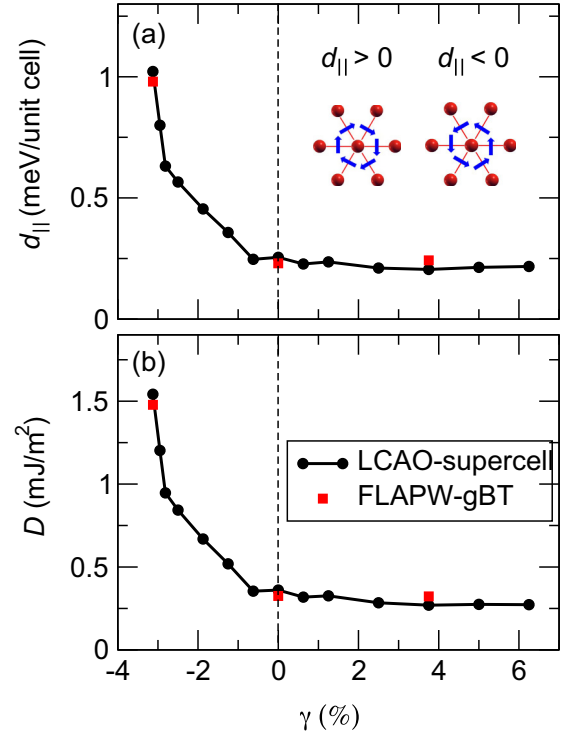 (a)
d|| > 0 d|| < 0
1
0.5
0
d|| (meV/unit cell)
(b)
1.5
1
0.5
0
D (mJ/m²)
LCAO-supercell
FLAPW-gBT
-4 -2 0 2 4 6
γ (%)